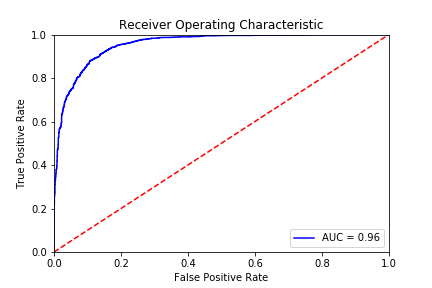 Receiver Operating Characteristic
1.0
0.8
0.6
0.4
0.2
0.0
True Positive Rate
AUC = 0.96
0.0 0.2 0.4 0.6 0.8 1.0
False Positive Rate